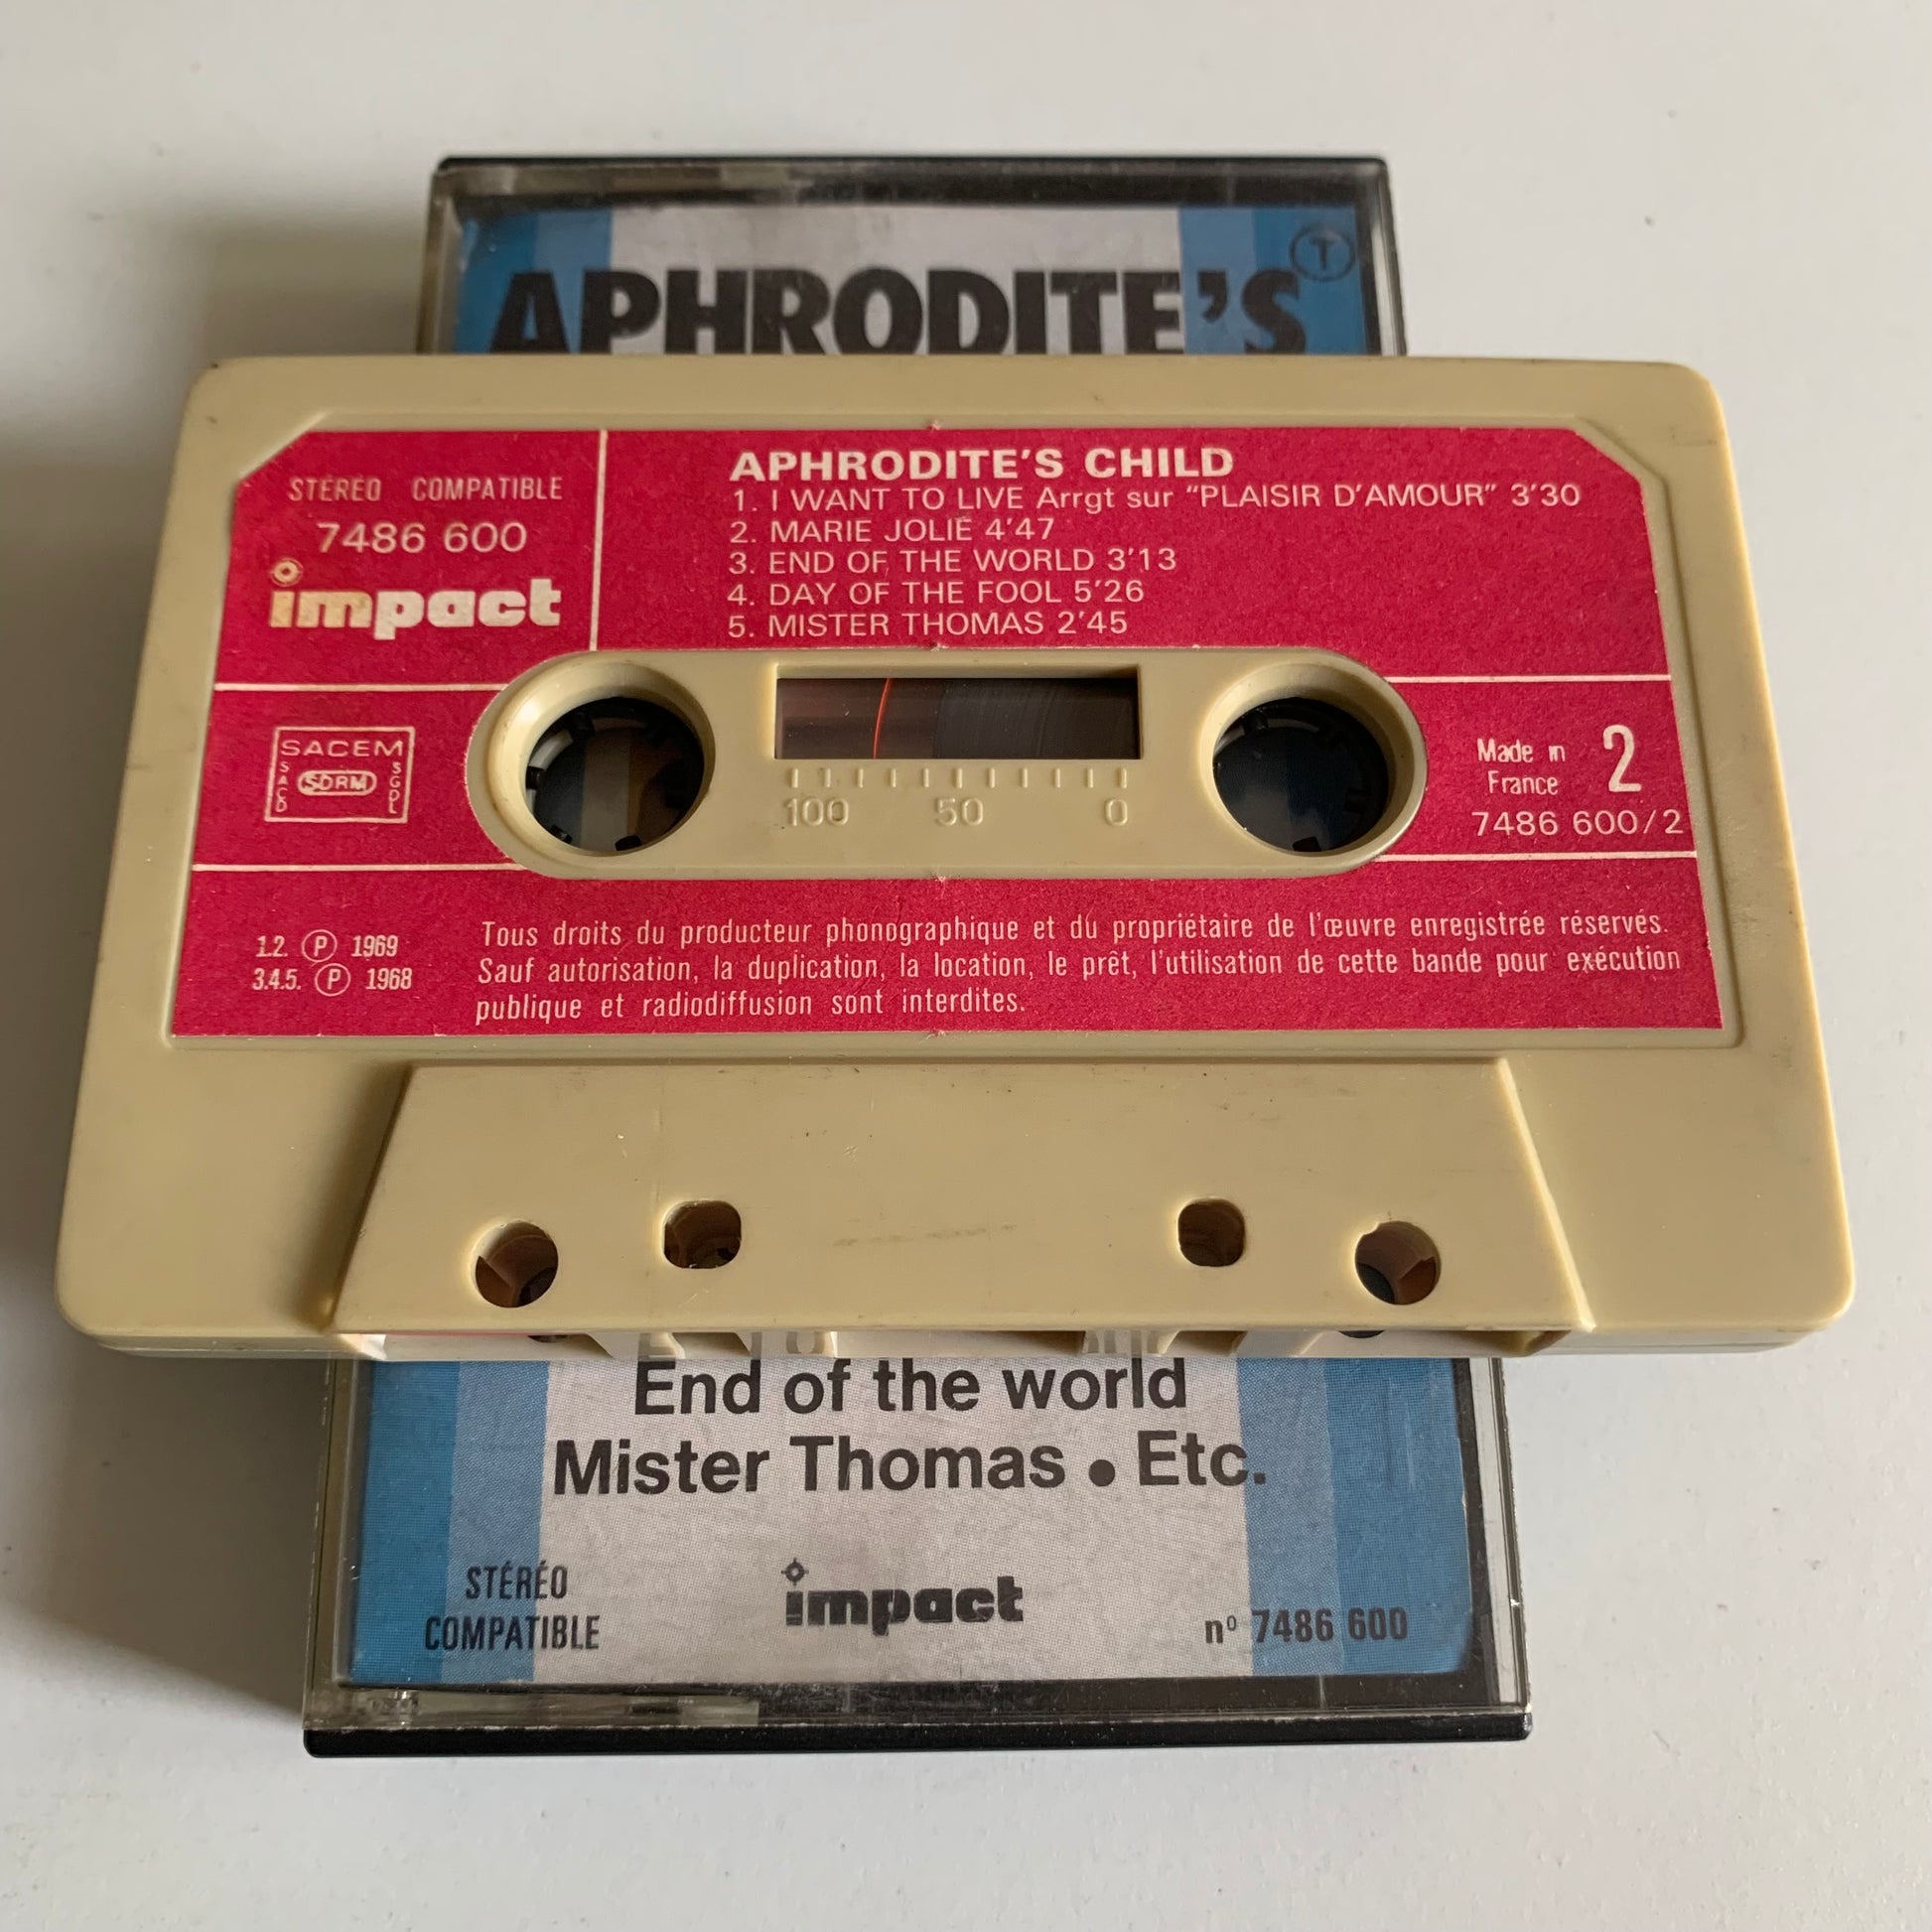 APHRODITE'S
T
STÉRÉO COMPATIBLE
7486 600
impact
APHRODITE'S CHILD
1. I WANT TO LIVE Arrgt sur "PLAISIR D'AMOUR" 3'30
2. MARIE JOLIE 4'47
3. END OF THE WORLD 3'13
4. DAY OF THE FOOL 5'26
5. MISTER THOMAS 2'45
SACEM
SACD
SDRM
SGDL
100 50 0
Made in
France
2
7486 600/2
1.2. Ⓟ 1969
3.4.5. Ⓟ 1968
Tous droits du producteur phonographique et du propriétaire de l'œuvre enregistrée réservés.
Sauf autorisation, la duplication, la location, le prêt, l'utilisation de cette bande pour exécution
publique et radiodiffusion sont interdites.
End of the world
Mister Thomas • Etc.
STÉRÉO
COMPATIBLE
impact
nº 7486 600